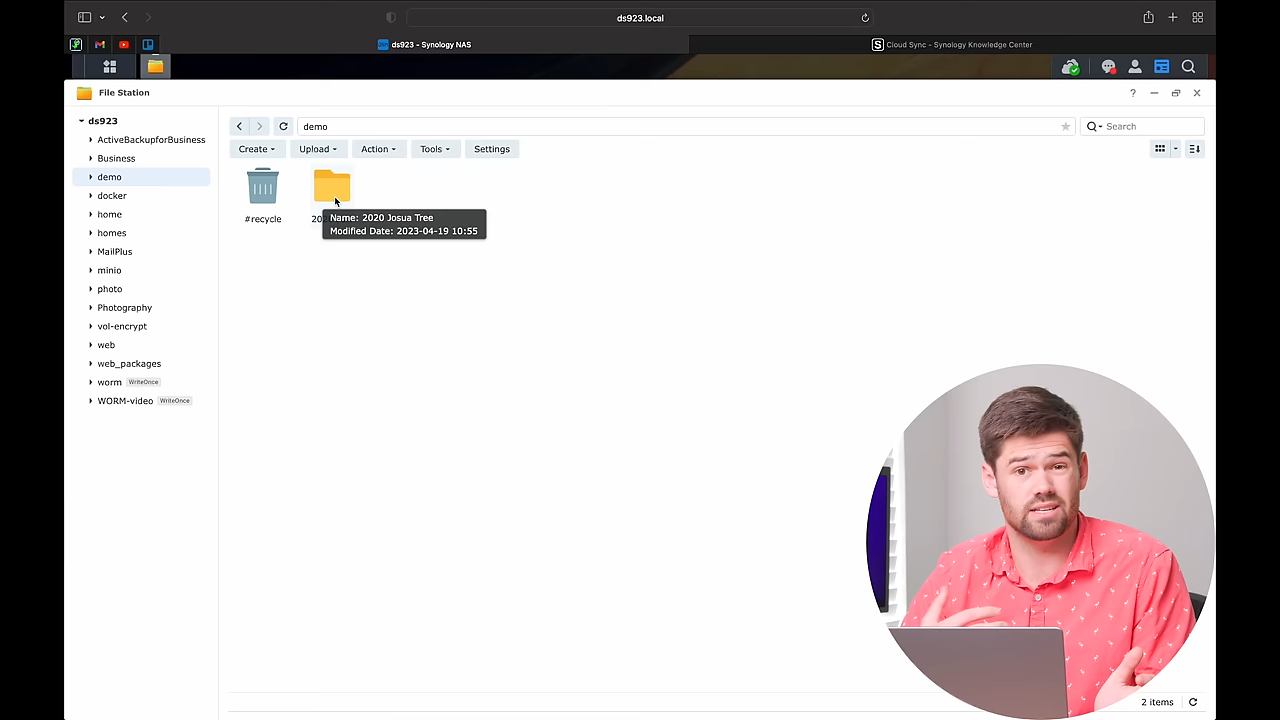 ds923.local
ds923 - Synology NAS
Cloud Sync - Synology Knowledge Center
File Station
?
ds923
ActiveBackupforBusiness
Business
demo
docker
home
homes
MailPlus
minio
photo
Photography
vol-encrypt
web
web_packages
worm WriteOnce
WORM-video WriteOnce
demo
Search
Create
Upload
Action
Tools
Settings
#recycle
20
Name: 2020 Josua Tree
Modified Date: 2023-04-19 10:55
2 items